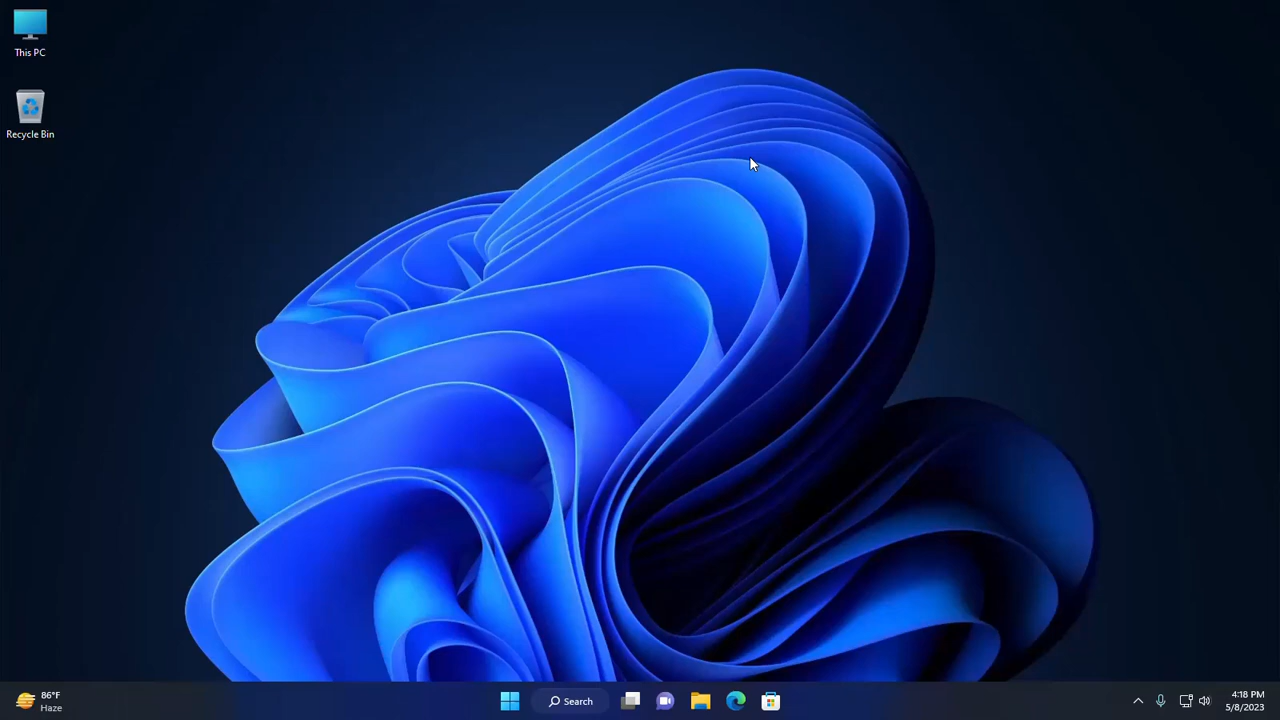 This PC
Recycle Bin
86°F
Haze
Search
4:18 PM
5/8/2023